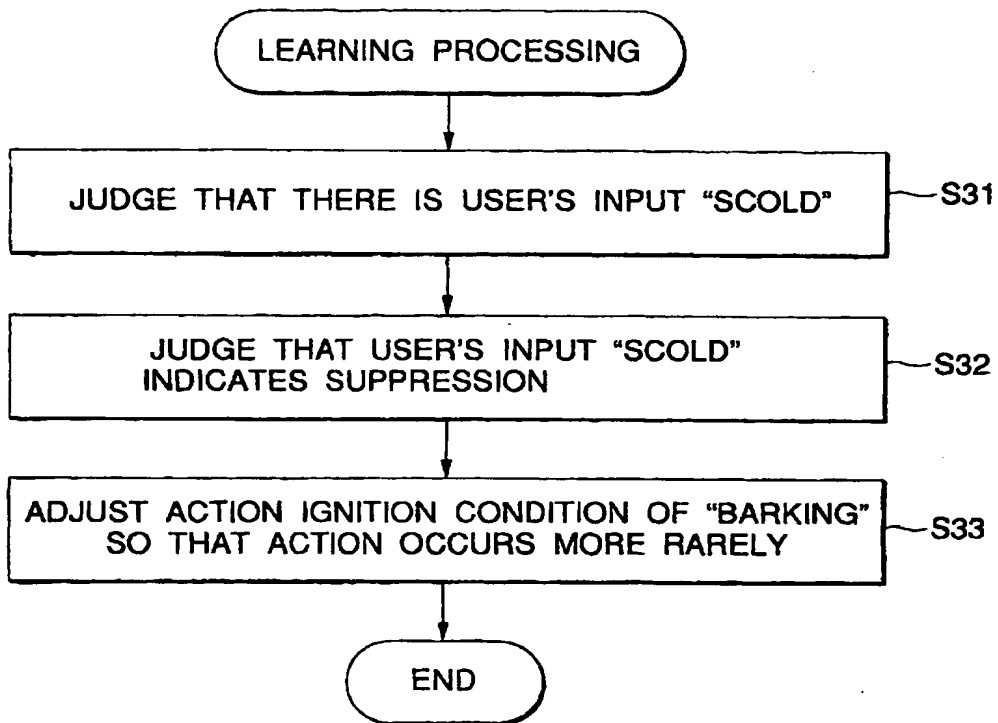 LEARNING PROCESSING
JUDGE THAT THERE IS USER'S INPUT “SCOLD”
S31
JUDGE THAT USER'S INPUT “SCOLD”
INDICATES SUPPRESSION
S32
ADJUST ACTION IGNITION CONDITION OF “BARKING”
SO THAT ACTION OCCURS MORE RARELY
S33
END